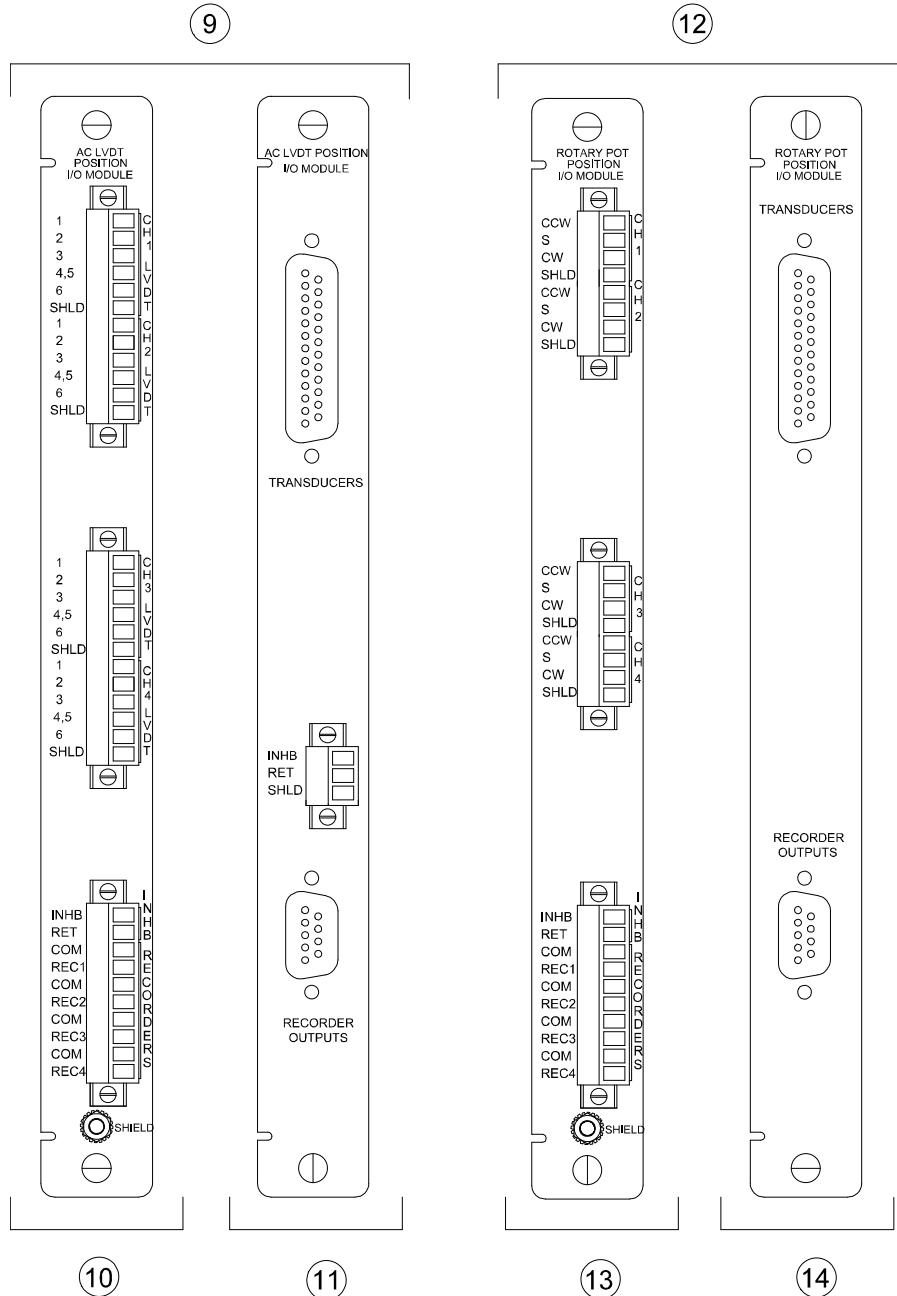 9
12
AC LVDT
POSITION
I/O MODULE
1
2
3
4,5
6
SHLD
1
2
3
4,5
6
SHLD
CH1 LVDT
CH2 LVDT
1
2
3
4,5
6
SHLD
1
2
3
4,5
6
SHLD
CH3 LVDT
CH4 LVDT
INHB
RET
COM
REC1
COM
REC2
COM
REC3
COM
REC4
INHB
RECORDERS
SHIELD
AC LVDT POSITION
I/O MODULE
TRANSDUCERS
INHB
RET
SHLD
RECORDER
OUTPUTS
ROTARY POT
POSITION
I/O MODULE
CCW
S
CW
SHLD
CCW
S
CW
SHLD
CH1
CH2
CCW
S
CW
SHLD
CCW
S
CW
SHLD
CH3
CH4
INHB
RET
COM
REC1
COM
REC2
COM
REC3
COM
REC4
INHB
RECORDERS
SHIELD
ROTARY POT
POSITION
I/O MODULE
TRANSDUCERS
RECORDER
OUTPUTS
10
11
13
14